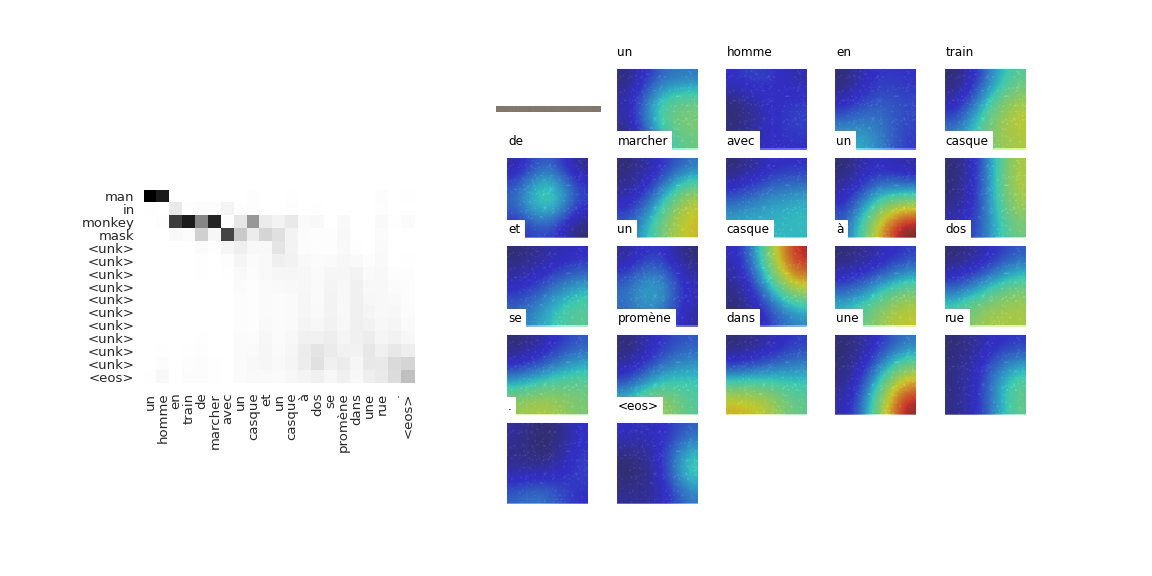 man
in
monkey
mask
<unk>
<unk>
<unk>
<unk>
<unk>
<unk>
<unk>
<unk>
<unk>
<eos>
un
homme
en
train
de
marcher
avec
un
casque
et
un
casque
à
dos
se
promène
dans
une
rue
.
<eos>
un homme en train
de marcher avec un casque
et un casque à dos
se promène dans une rue
. <eos>